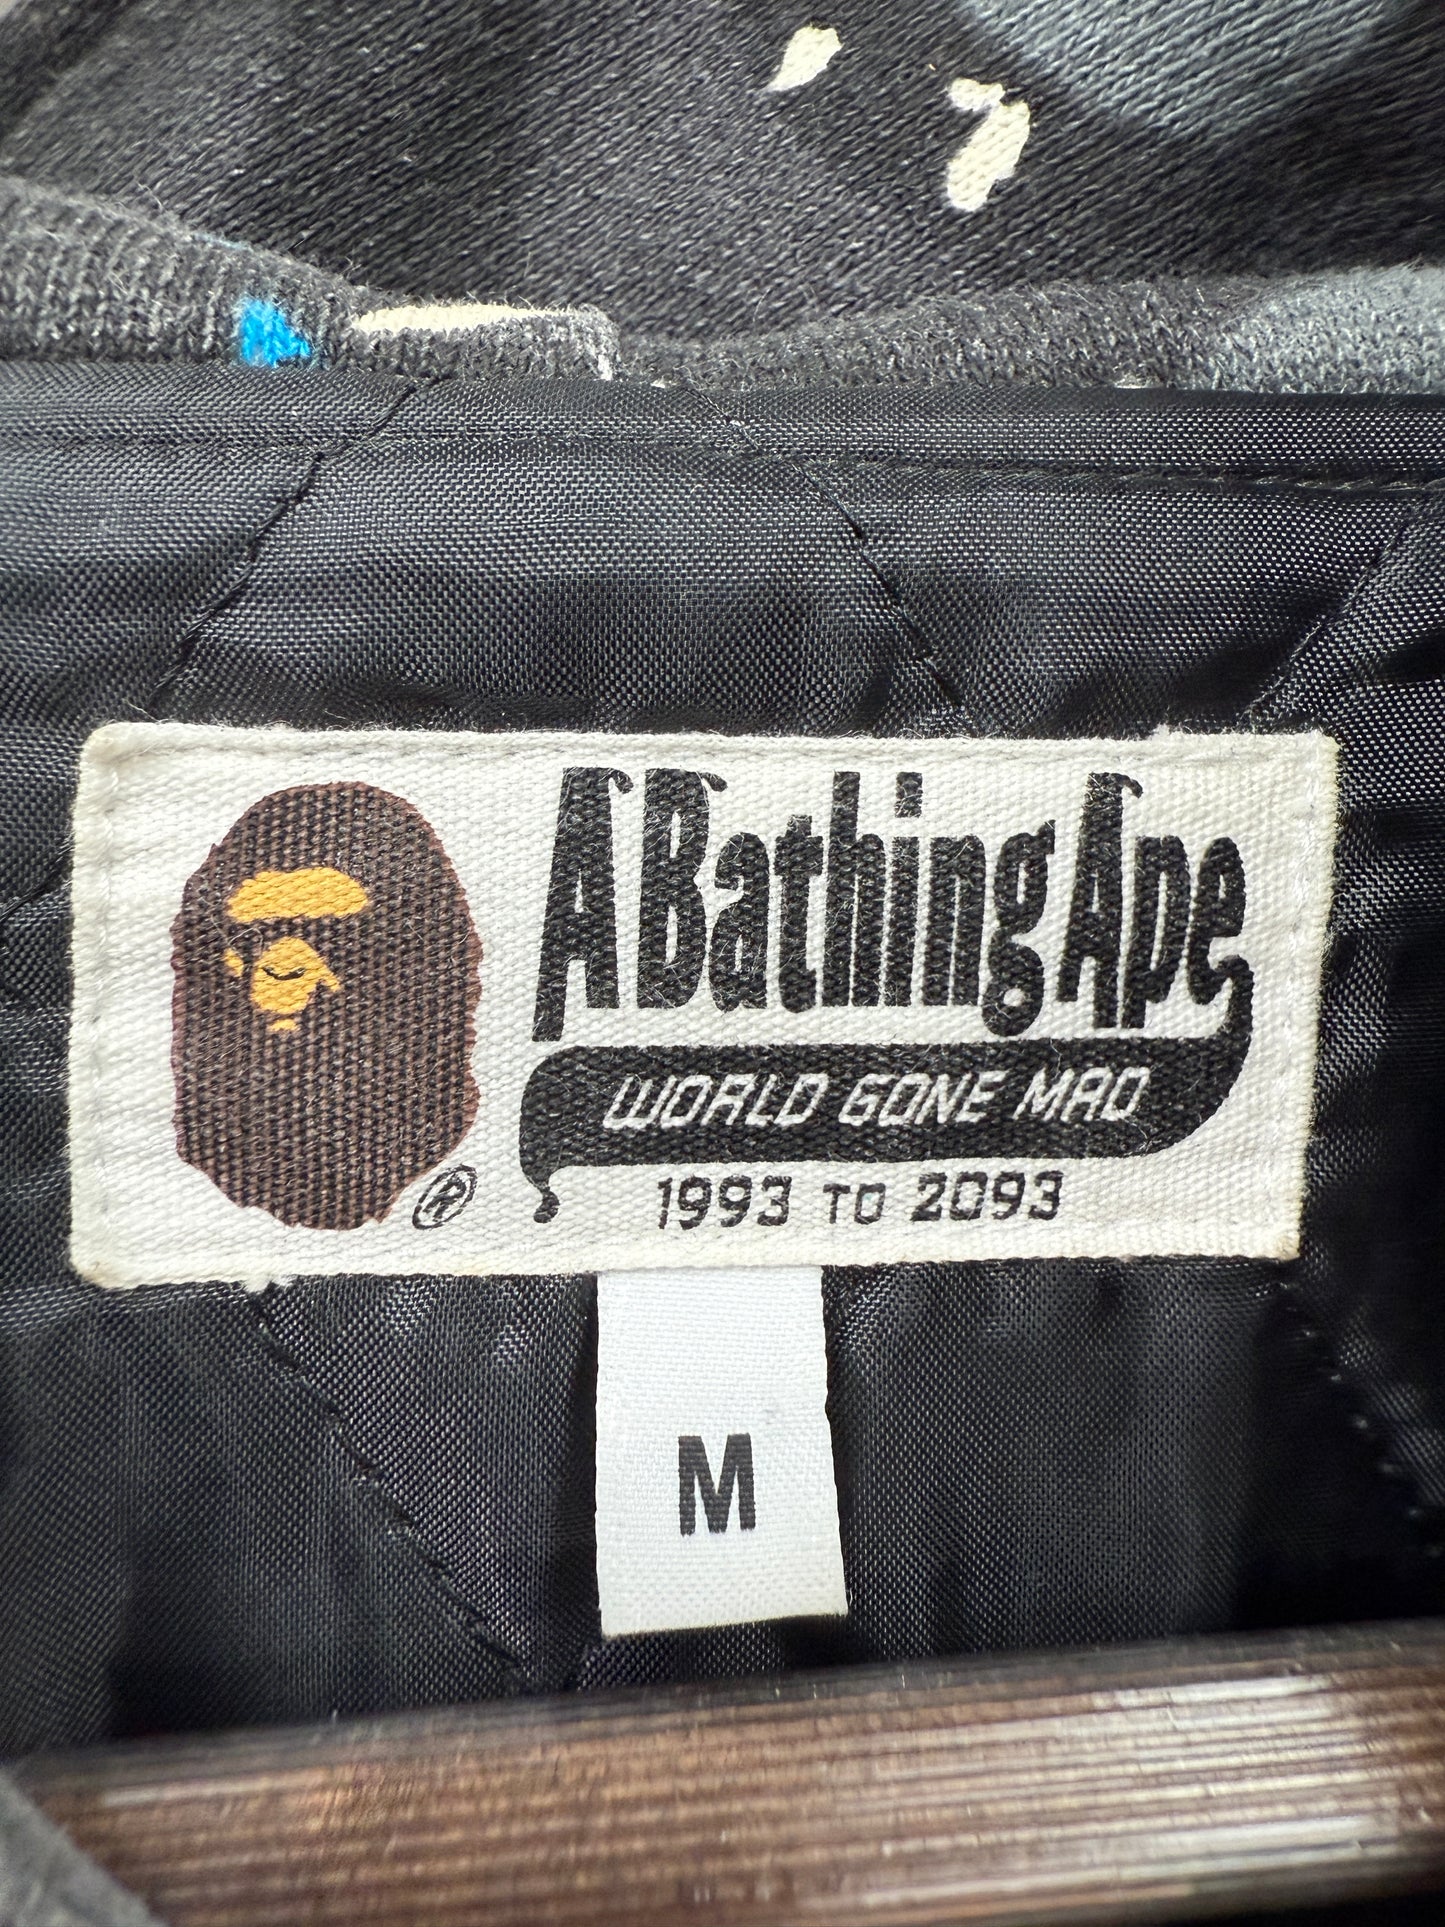 A Bathing Ape
WORLD GONE MAD
®
1993 TO 2093
M